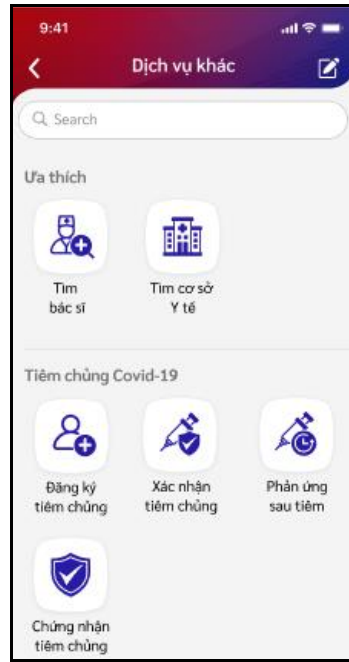 9:41
Dịch vụ khác
Search
Ưa thích
Tìm
bác sĩ
Tìm cơ sở
Y tế
Tiêm chủng Covid-19
Đăng ký
tiêm chủng
Xác nhận
tiêm chủng
Phản ứng
sau tiêm
Chứng nhận
tiêm chủng